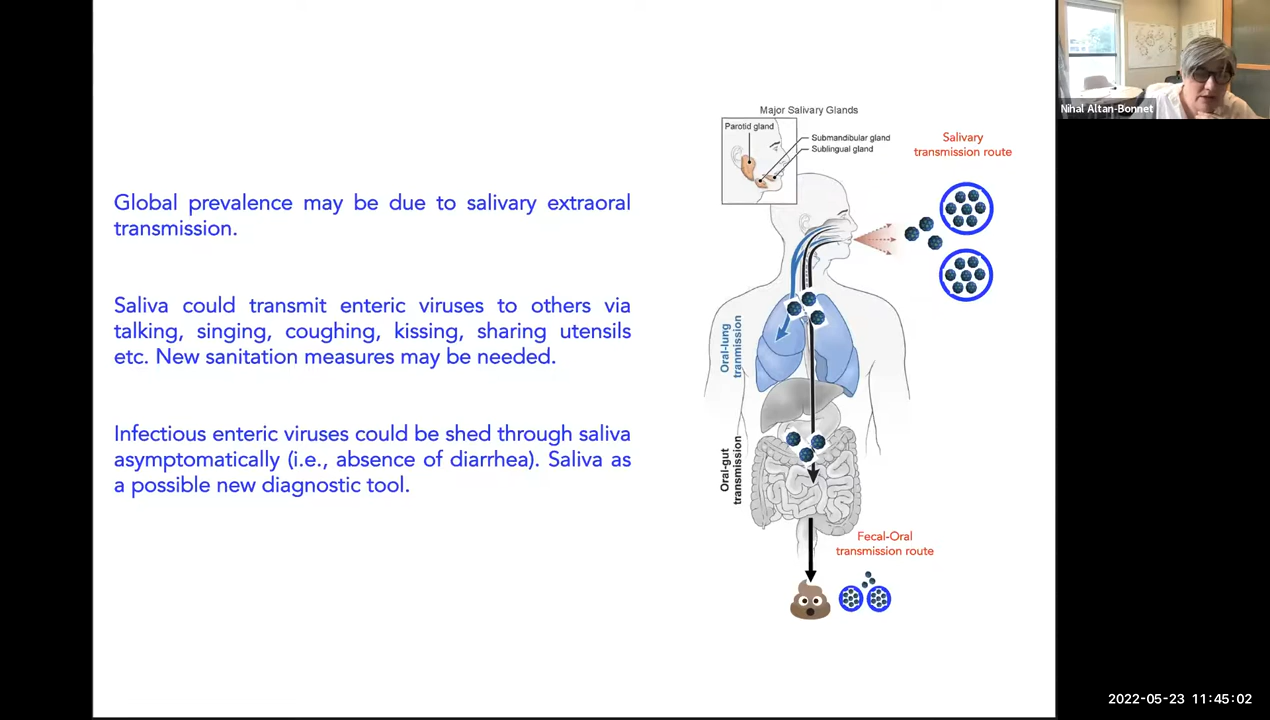 Nihal Altan-Bonnet
Major Salivary Glands
Parotid gland
Submandibular gland
Sublingual gland
Salivary
transmission route
Global prevalence may be due to salivary extraoral
transmission.
Saliva could transmit enteric viruses to others via
talking, singing, coughing, kissing, sharing utensils
etc. New sanitation measures may be needed.
Infectious enteric viruses could be shed through saliva
asymptomatically (i.e., absence of diarrhea). Saliva as
a possible new diagnostic tool.
Oral-lung
tranmission
Oral-gut
transmission
Fecal-Oral
transmission route
2022-05-23 11:45:02